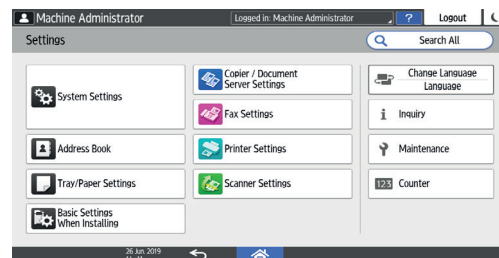 Machine Administrator
Logged in: Machine Administrator
?
Logout
Settings
Search All
System Settings
Copier / Document
Server Settings
Change Language
Language
Fax Settings
i Inquiry
Address Book
Printer Settings
Maintenance
Tray/Paper Settings
Scanner Settings
123 Counter
Basic Settings
When Installing
26 Jun. 2019